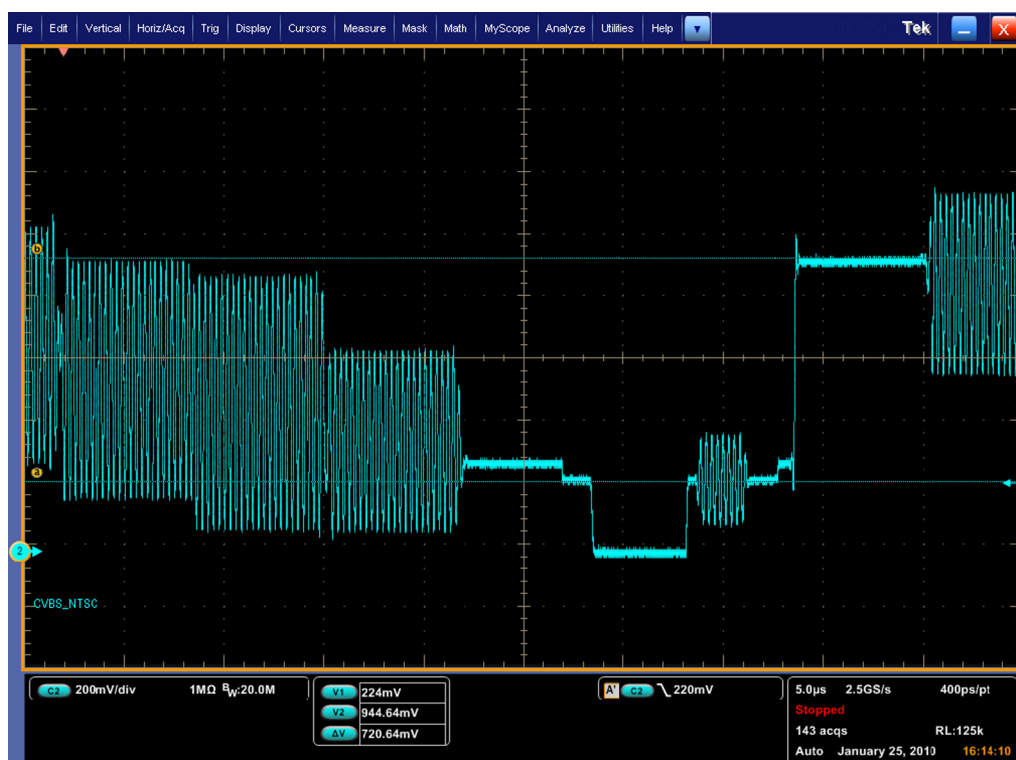 File Edit Vertical Horiz/Acq Trig Display Cursors Measure Mask Math MyScope Analyze Utilities Help Tek X
b
a
2
CVBS_NTSC
C2 200mV/div 1MΩ BW:20.0M
V1 224mV
V2 944.64mV
ΔV 720.64mV
A' C2 220mV
5.0µs 2.5GS/s 400ps/pt
Stopped
143 acqs RL:125k
Auto January 25, 2010 16:14:10